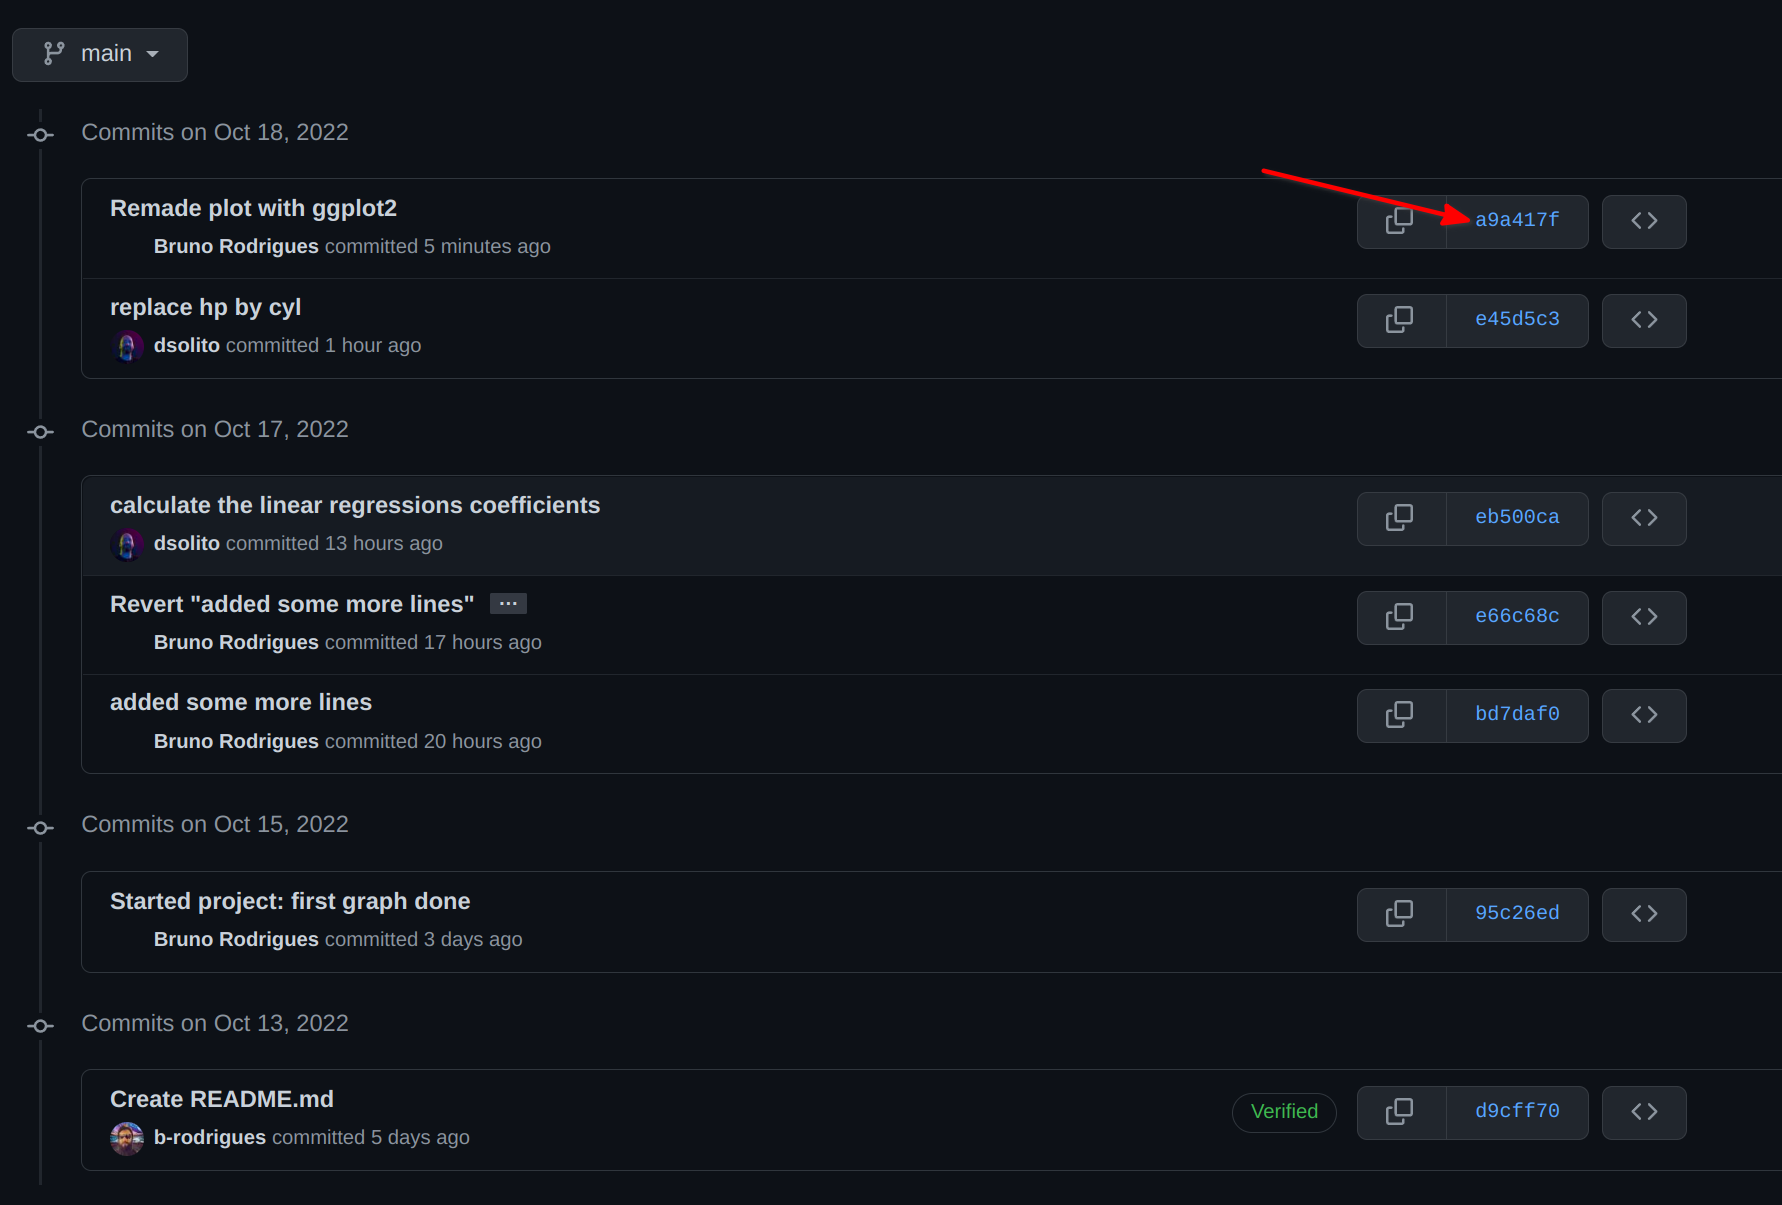 main
Commits on Oct 18, 2022
Remade plot with ggplot2
Bruno Rodrigues committed 5 minutes ago
a9a417f
replace hp by cyl
dsolito committed 1 hour ago
e45d5c3
Commits on Oct 17, 2022
calculate the linear regressions coefficients
dsolito committed 13 hours ago
eb500ca
Revert "added some more lines" ...
Bruno Rodrigues committed 17 hours ago
e66c68c
added some more lines
Bruno Rodrigues committed 20 hours ago
bd7daf0
Commits on Oct 15, 2022
Started project: first graph done
Bruno Rodrigues committed 3 days ago
95c26ed
Commits on Oct 13, 2022
Create README.md
b-rodrigues committed 5 days ago
Verified
d9cff70